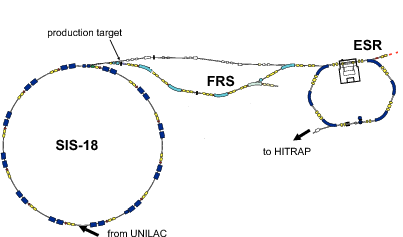 production target
ESR
FRS
SIS-18
to HITRAP
from UNILAC